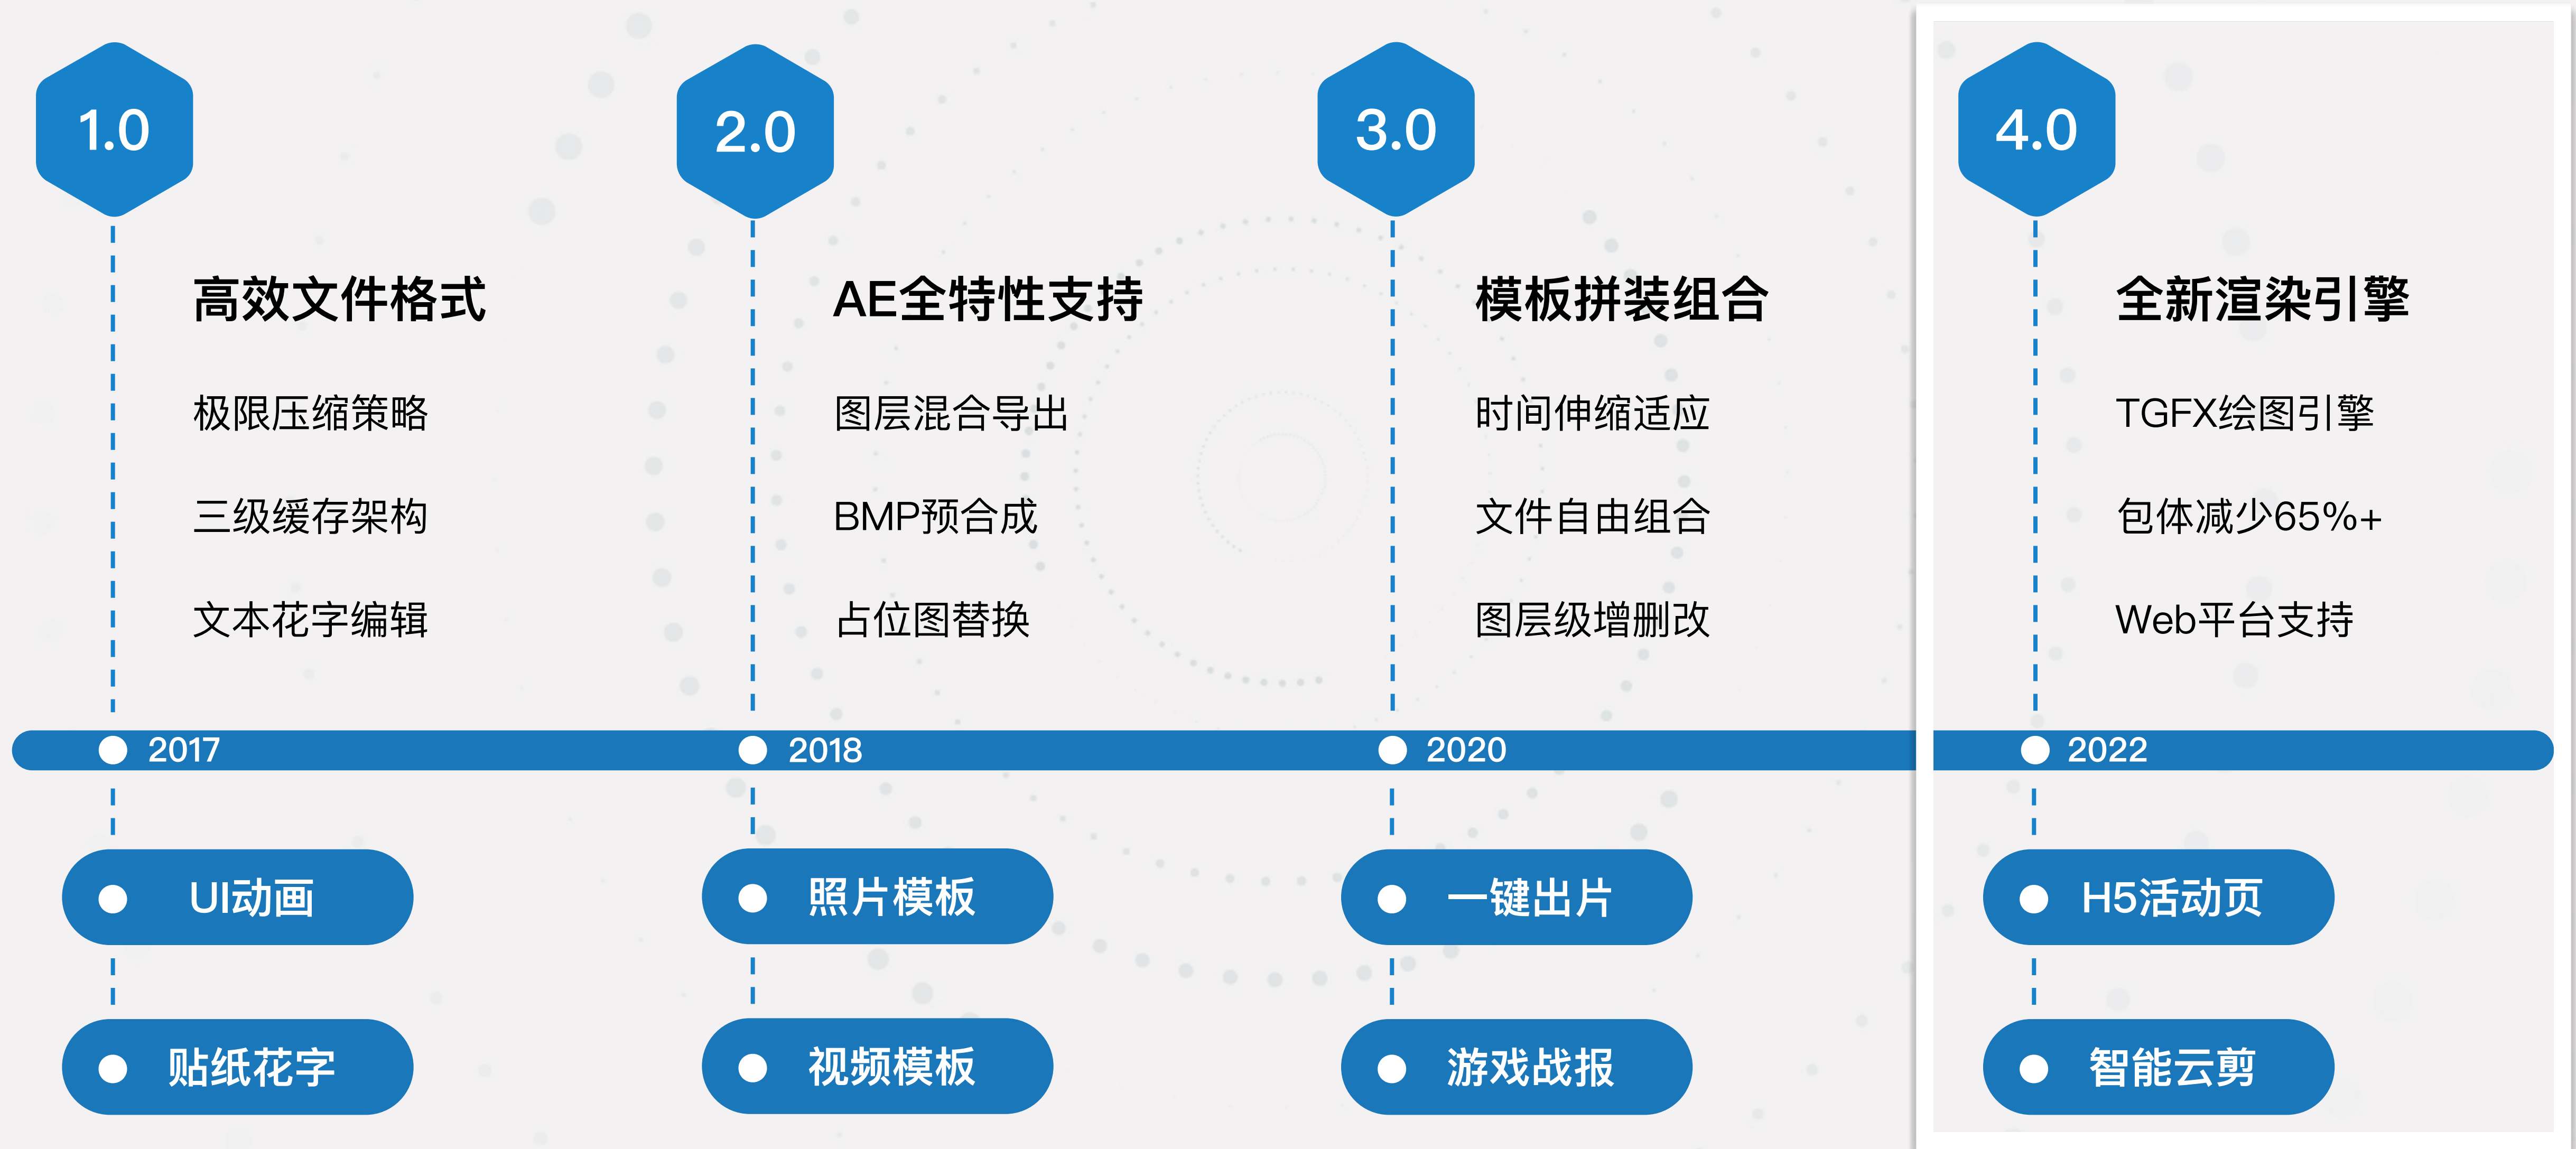 1.0
高效文件格式
极限压缩策略
三级缓存架构
文本花字编辑
2017
UI动画
贴纸花字
2.0
AE全特性支持
图层混合导出
BMP预合成
占位图替换
2018
照片模板
视频模板
3.0
模板拼装组合
时间伸缩适应
文件自由组合
图层级增删改
2020
一键出片
游戏战报
4.0
全新渲染引擎
TGFX绘图引擎
包体减少65%+
Web平台支持
2022
H5活动页
智能云剪